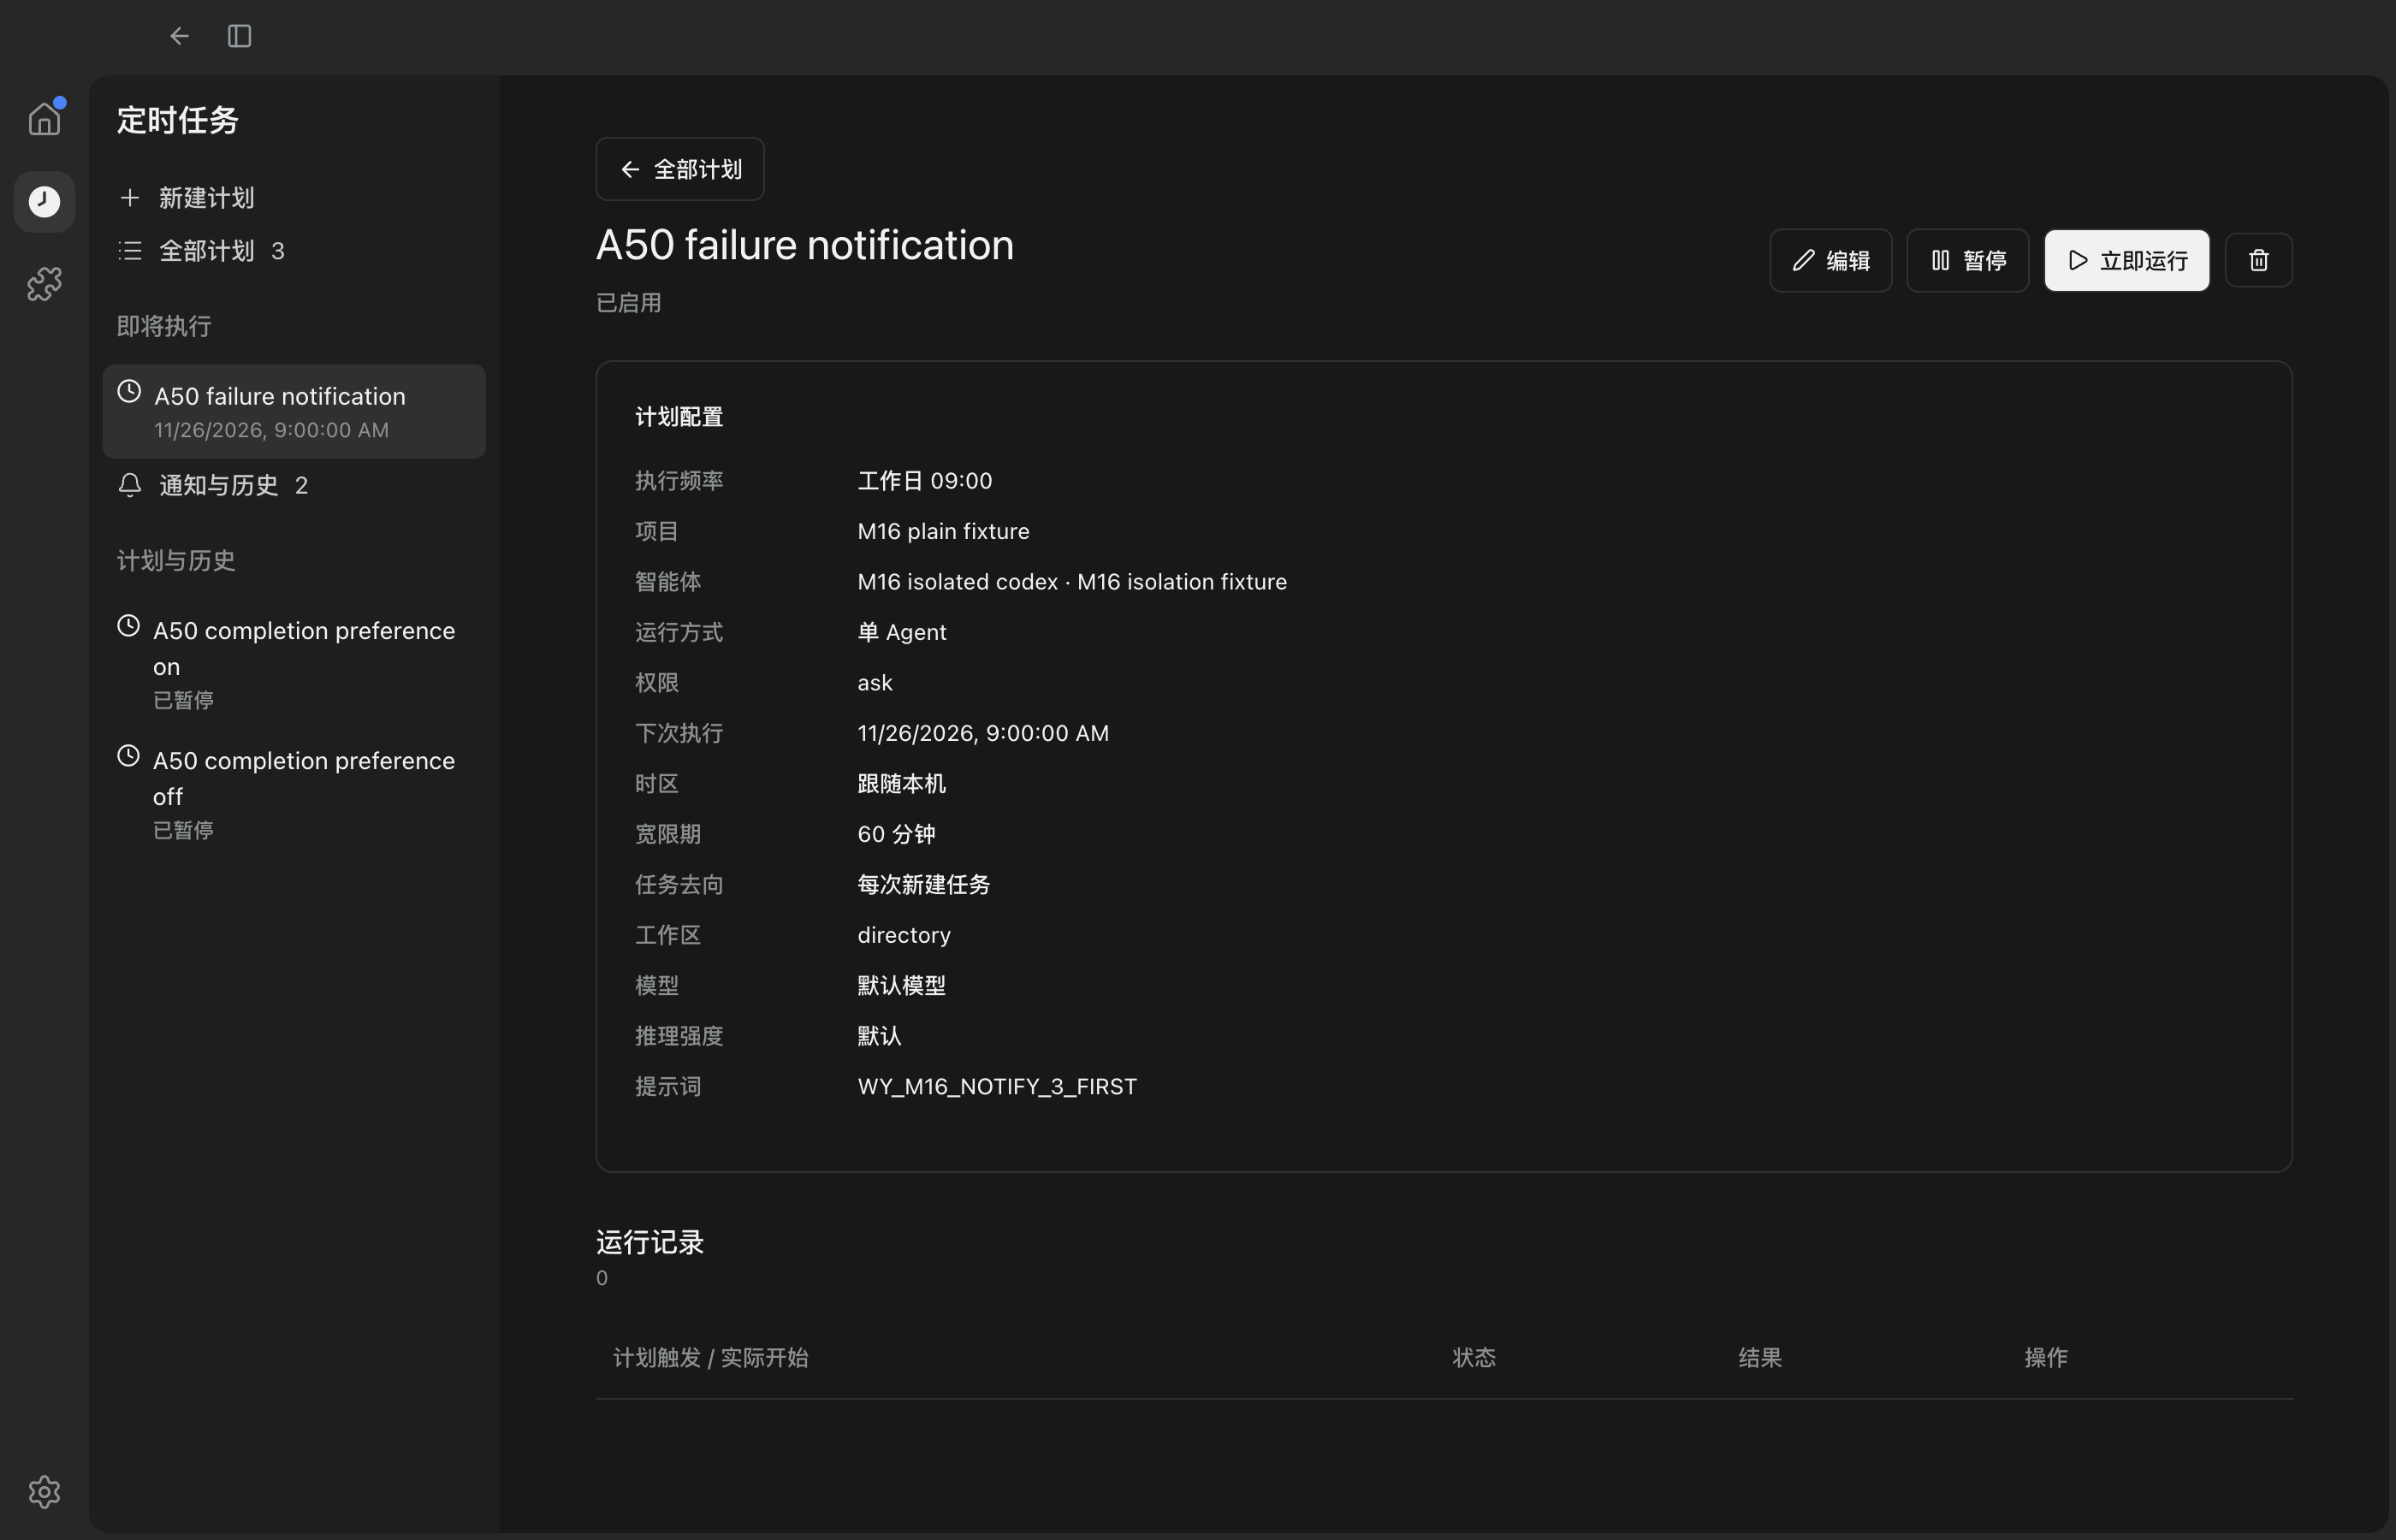 定时任务
新建计划
全部计划 3
即将执行
A50 failure notification
11/26/2026, 9:00:00 AM
通知与历史 2
计划与历史
A50 completion preference
on
已暂停
A50 completion preference
off
已暂停
全部计划
A50 failure notification
已启用
编辑
暂停
立即运行
计划配置
执行频率 工作日 09:00
项目 M16 plain fixture
智能体 M16 isolated codex · M16 isolation fixture
运行方式 单 Agent
权限 ask
下次执行 11/26/2026, 9:00:00 AM
时区 跟随本机
宽限期 60 分钟
任务去向 每次新建任务
工作区 directory
模型 默认模型
推理强度 默认
提示词 WY_M16_NOTIFY_3_FIRST
运行记录
0
计划触发 / 实际开始 状态 结果 操作